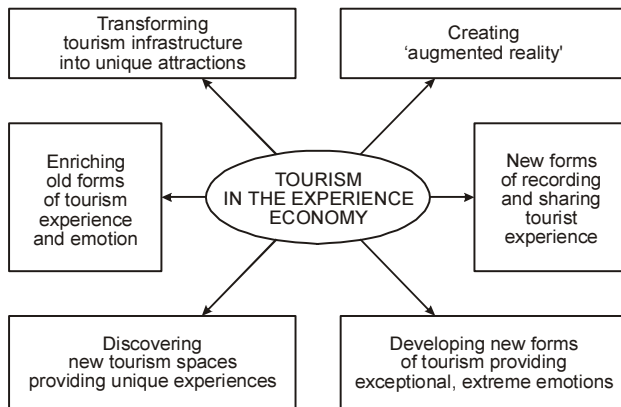 Transforming
tourism infrastructure
into unique attractions
Creating
‘augmented reality'
Enriching
old forms
of tourism
experience
and emotion
TOURISM
IN THE EXPERIENCE
ECONOMY
New forms
of recording
and sharing
tourist
experience
Discovering
new tourism spaces
providing unique experiences
Developing new forms
of tourism providing
exceptional, extreme emotions